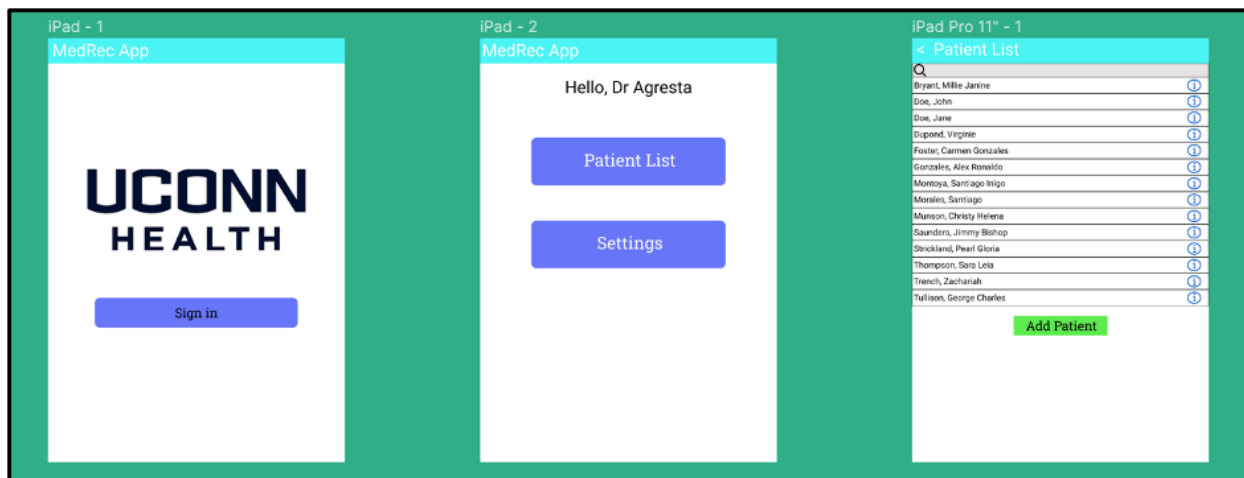 iPad - 1
MedRec App
UCONN
HEALTH
Sign in
iPad - 2
MedRec App
Hello, Dr Agresta
Patient List
Settings
iPad Pro 11" - 1
< Patient List
Bryant, Millie Janine
Doe, John
Doe, Jane
Dupond, Virginie
Foster, Carmen Gonzales
Gonzales, Alex Ronaldo
Montoya, Santiago Inigo
Morales, Santiago
Munson, Christy Helena
Saunders, Jimmy Bishop
Strickland, Pearl Gloria
Thompson, Sara Leia
Trench, Zachariah
Tullison, George Charles
Add Patient